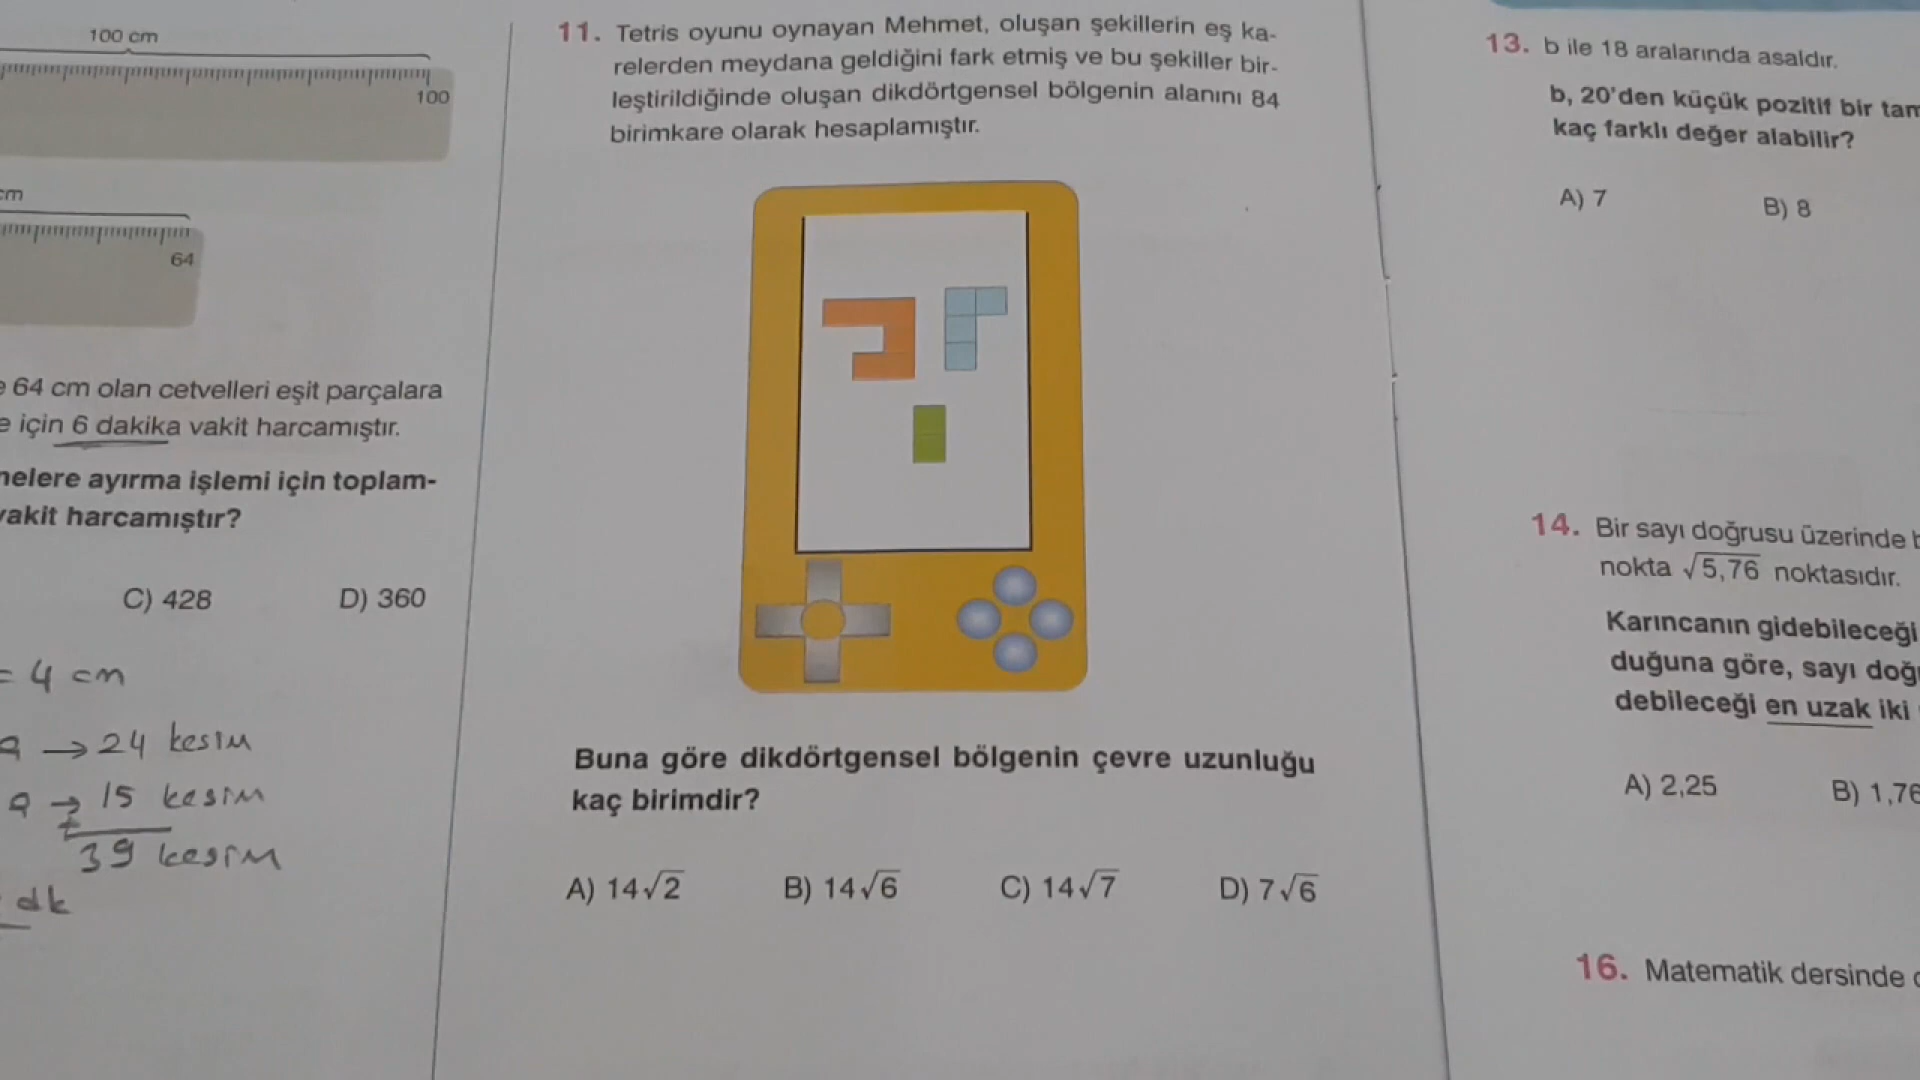 100 cm
100
cm
64
64 cm olan cetvelleri eşit parçalara
için 6 dakika vakit harcamıştır.
nelere ayırma işlemi için toplam-
vakit harcamıştır?
C) 428 D) 360
= 4 cm
→ 24 kesim
→ 15 kesim
+
39 kesim
dk
11. Tetris oyunu oynayan Mehmet, oluşan şekillerin eş ka-
relerden meydana geldiğini fark etmiş ve bu şekiller bir-
leştirildiğinde oluşan dikdörtgensel bölgenin alanını 84
birimkare olarak hesaplamıştır.
Buna göre dikdörtgensel bölgenin çevre uzunluğu
kaç birimdir?
A) 14√2 B) 14√6 C) 14√7 D) 7√6
13. b ile 18 aralarında asaldır.
b, 20'den küçük pozitif bir tam
kaç farklı değer alabilir?
A) 7 B) 8
14. Bir sayı doğrusu üzerinde b
nokta √5,76 noktasıdır.
Karıncanın gidebileceği
duğuna göre, sayı doğr
debileceği en uzak iki
A) 2,25 B) 1,76
16. Matematik dersinde